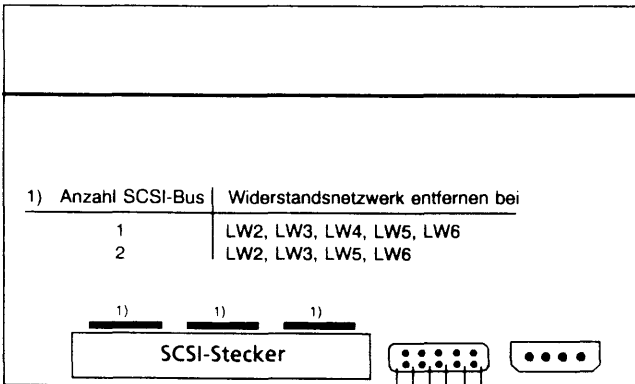 1) Anzahl SCSI-Bus Widerstandsnetzwerk entfernen bei
1 LW2, LW3, LW4, LW5, LW6
2 LW2, LW3, LW5, LW6
1) 1) 1)
SCSI-Stecker